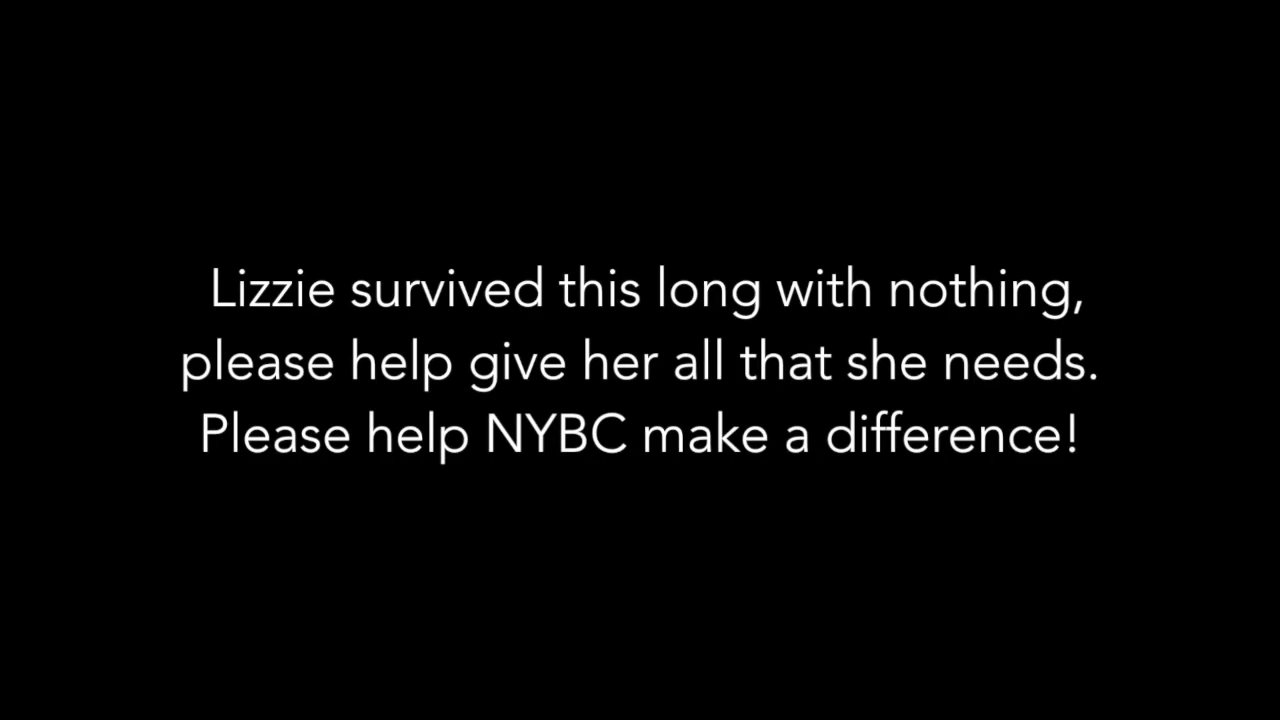 Lizzie survived this long with nothing,
please help give her all that she needs.
Please help NYBC make a difference!